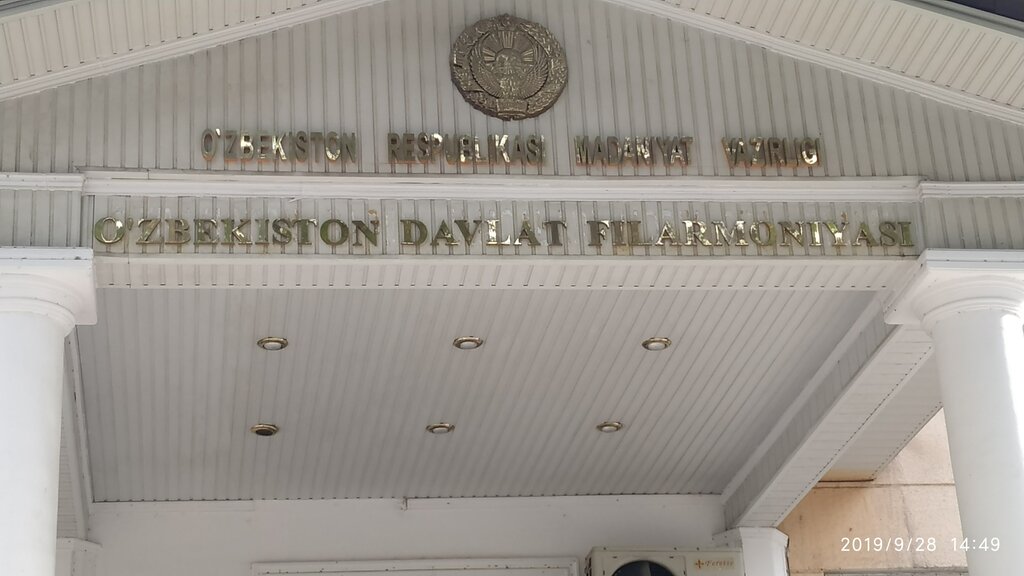 O'ZBEKISTON RESPUBLIKASI MADANIYAT VAZIRLIGI
O'ZBEKISTON DAVLAT FILARMONIYASI
2019/9/28 14:49